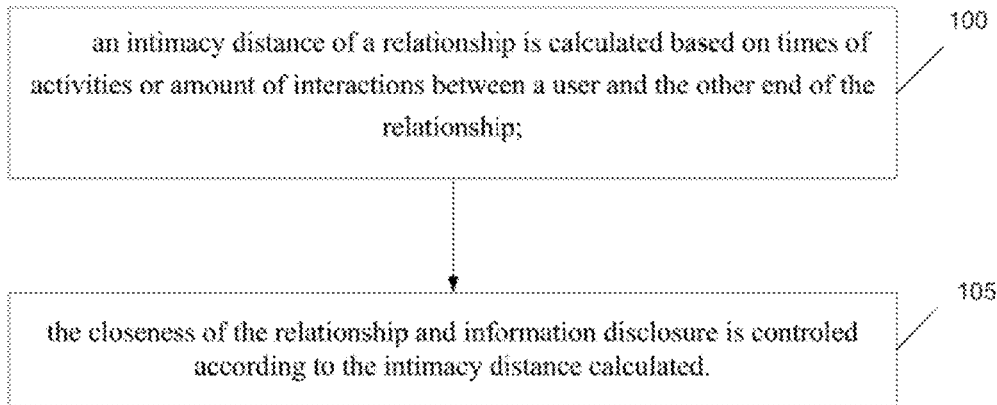 100
an intimacy distance of a relationship is calculated based on times of
activities or amount of interactions between a user and the other end of the
relationship;
105
the closeness of the relationship and information disclosure is controled
according to the intimacy distance calculated.